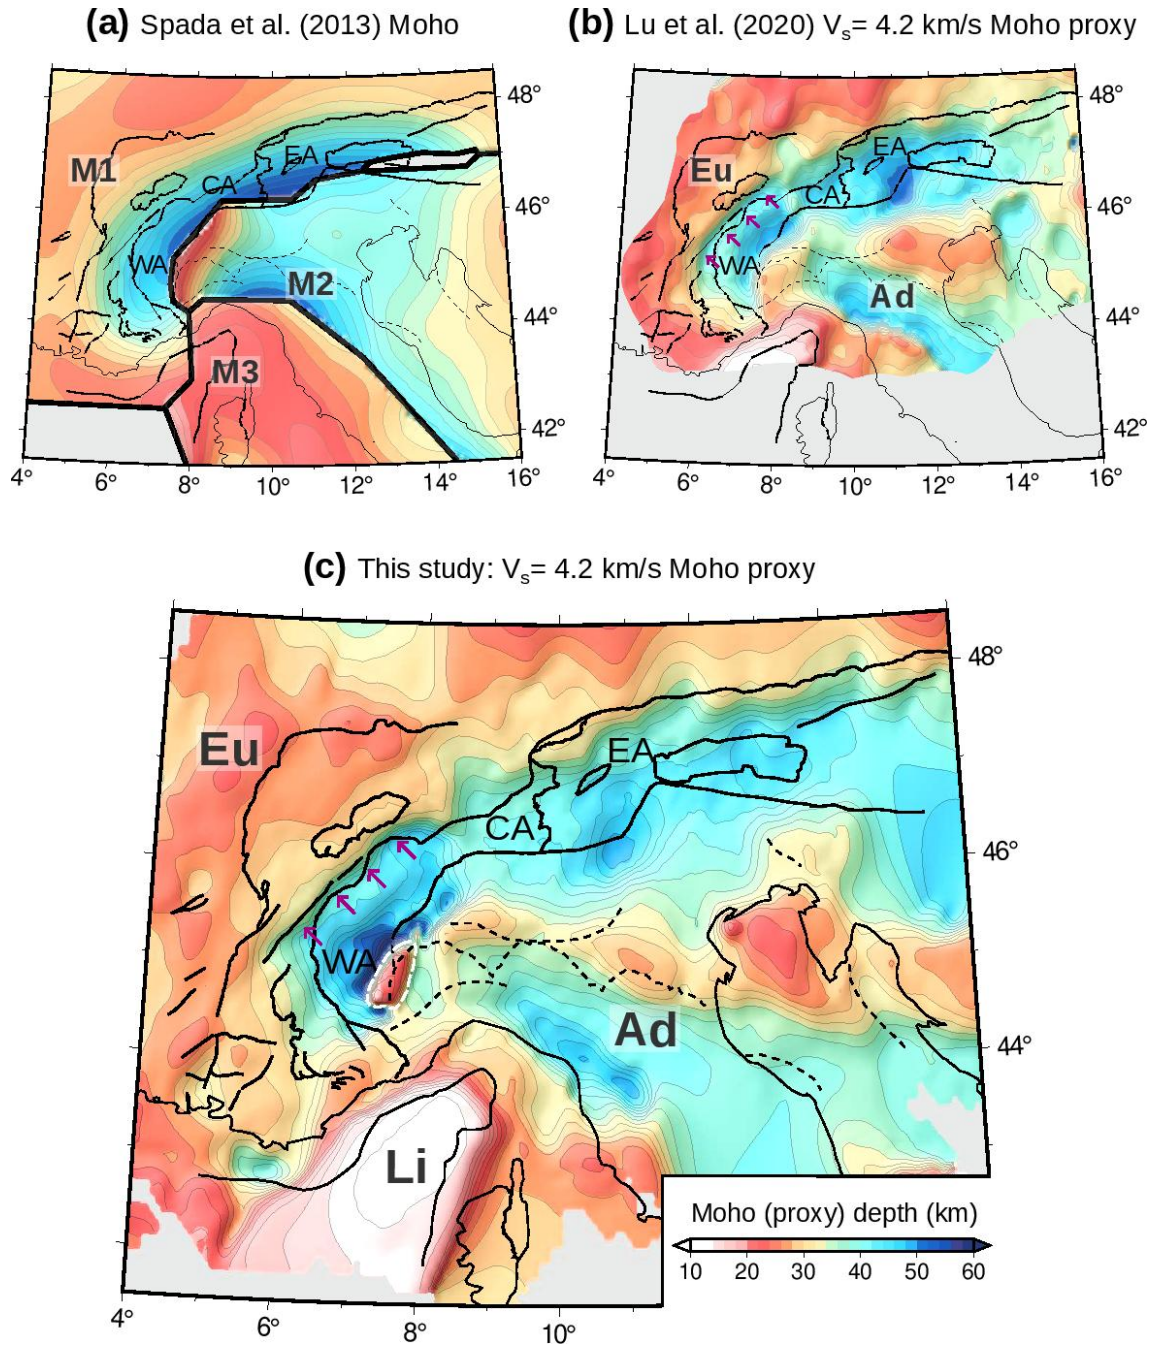 (a) Spada et al. (2013) Moho
(b) Lu et al. (2020) Vs= 4.2 km/s Moho proxy
M1
EA
CA
WA
M2
M3
48°
46°
44°
42°
4° 6° 8° 10° 12° 14° 16°
Eu
EA
CA
WA
Ad
48°
46°
44°
42°
4° 6° 8° 10° 12° 14° 16°
(c) This study: Vs= 4.2 km/s Moho proxy
Eu
EA
CA
WA
Ad
Li
48°
46°
44°
4° 6° 8° 10°
Moho (proxy) depth (km)
10 20 30 40 50 60